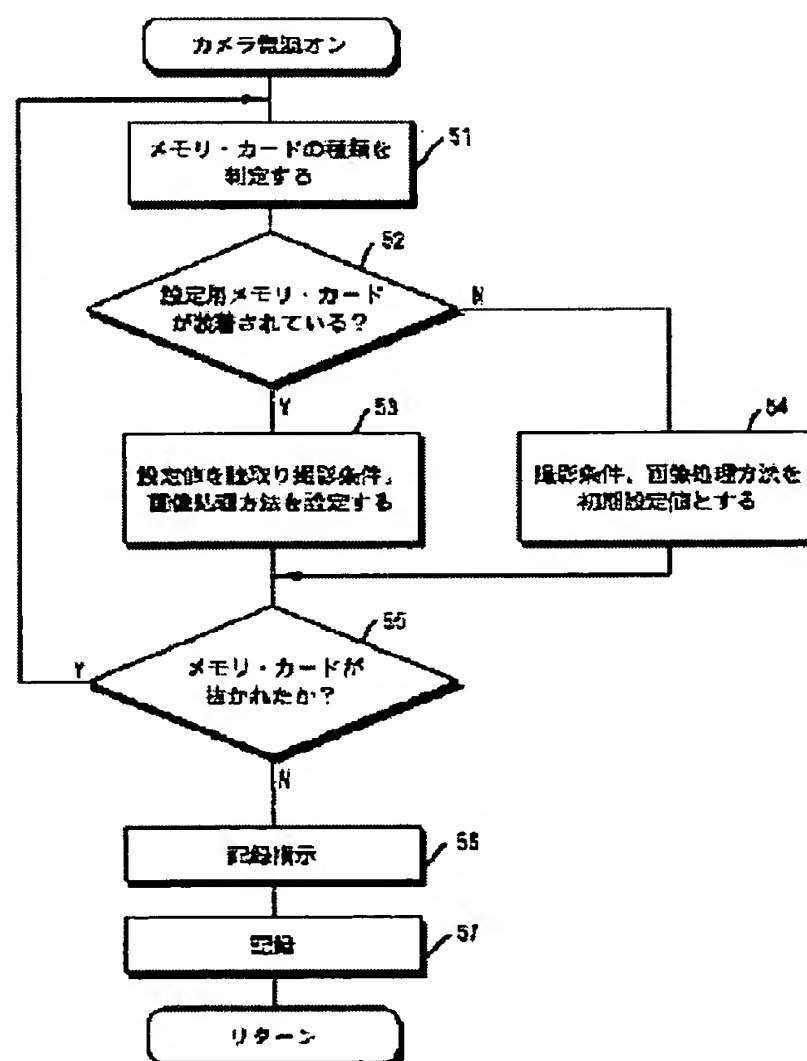 カメラ電源オン
メモリ・カードの種類を
判定する
51
設定用メモリ・カード
が装着されている?
52
N
Y
設定値を読取り撮影条件、
画像処理方法を設定する
53
撮影条件、画像処理方法を
初期設定値とする
54
メモリ・カードが
抜かれたか?
55
Y
N
記録指示
56
記録
57
リターン